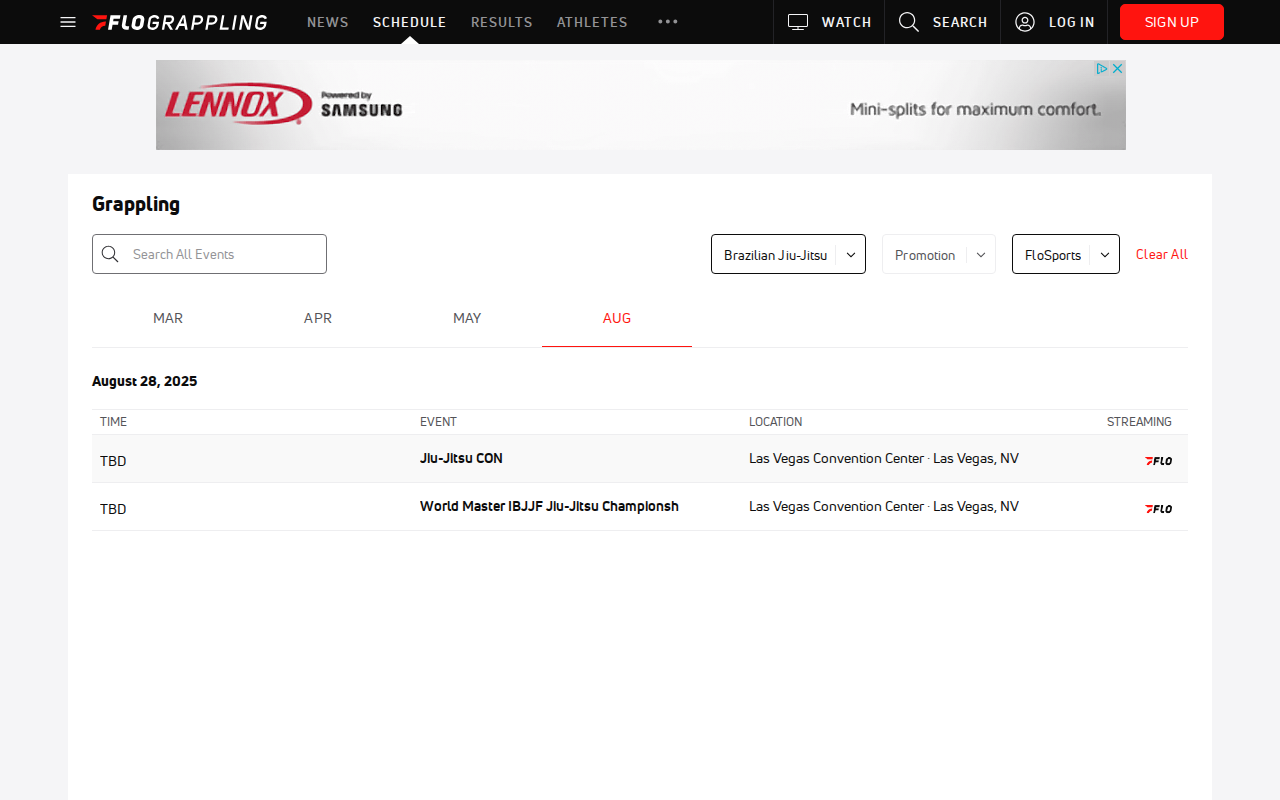 FLOGRAPPLING NEWS SCHEDULE RESULTS ATHLETES WATCH SEARCH LOG IN SIGN UP
LENNOX Powered by SAMSUNG Mini-splits for maximum comfort.
Grappling
Search All Events Brazilian Jiu-Jitsu Promotion FloSports Clear All
MAR APR MAY AUG
August 28, 2025
TIME EVENT LOCATION STREAMING
TBD Jiu-Jitsu CON Las Vegas Convention Center · Las Vegas, NV FLO
TBD World Master IBJJF Jiu-Jitsu Championsh Las Vegas Convention Center · Las Vegas, NV FLO